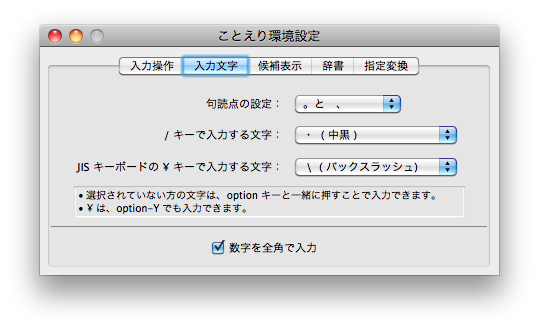 ことえり環境設定
入力操作 入力文字 候補表示 辞書 指定変換
句読点の設定： 。と 、
/ キーで入力する文字： ・ ( 中黒 )
JIS キーボードの ¥ キーで入力する文字： \ ( バックスラッシュ)
• 選択されていない方の文字は、option キーと一緒に押すことで入力できます。
• ¥ は、option-Y でも入力できます。
数字を全角で入力